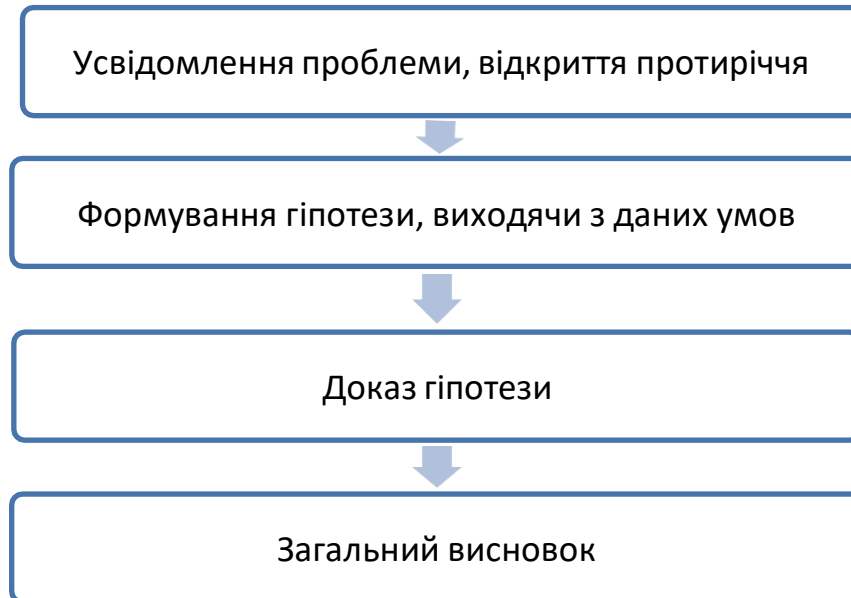 Усвідомлення проблеми, відкриття протиріччя
Формування гіпотези, виходячи з даних умов
Доказ гіпотези
Загальний висновок